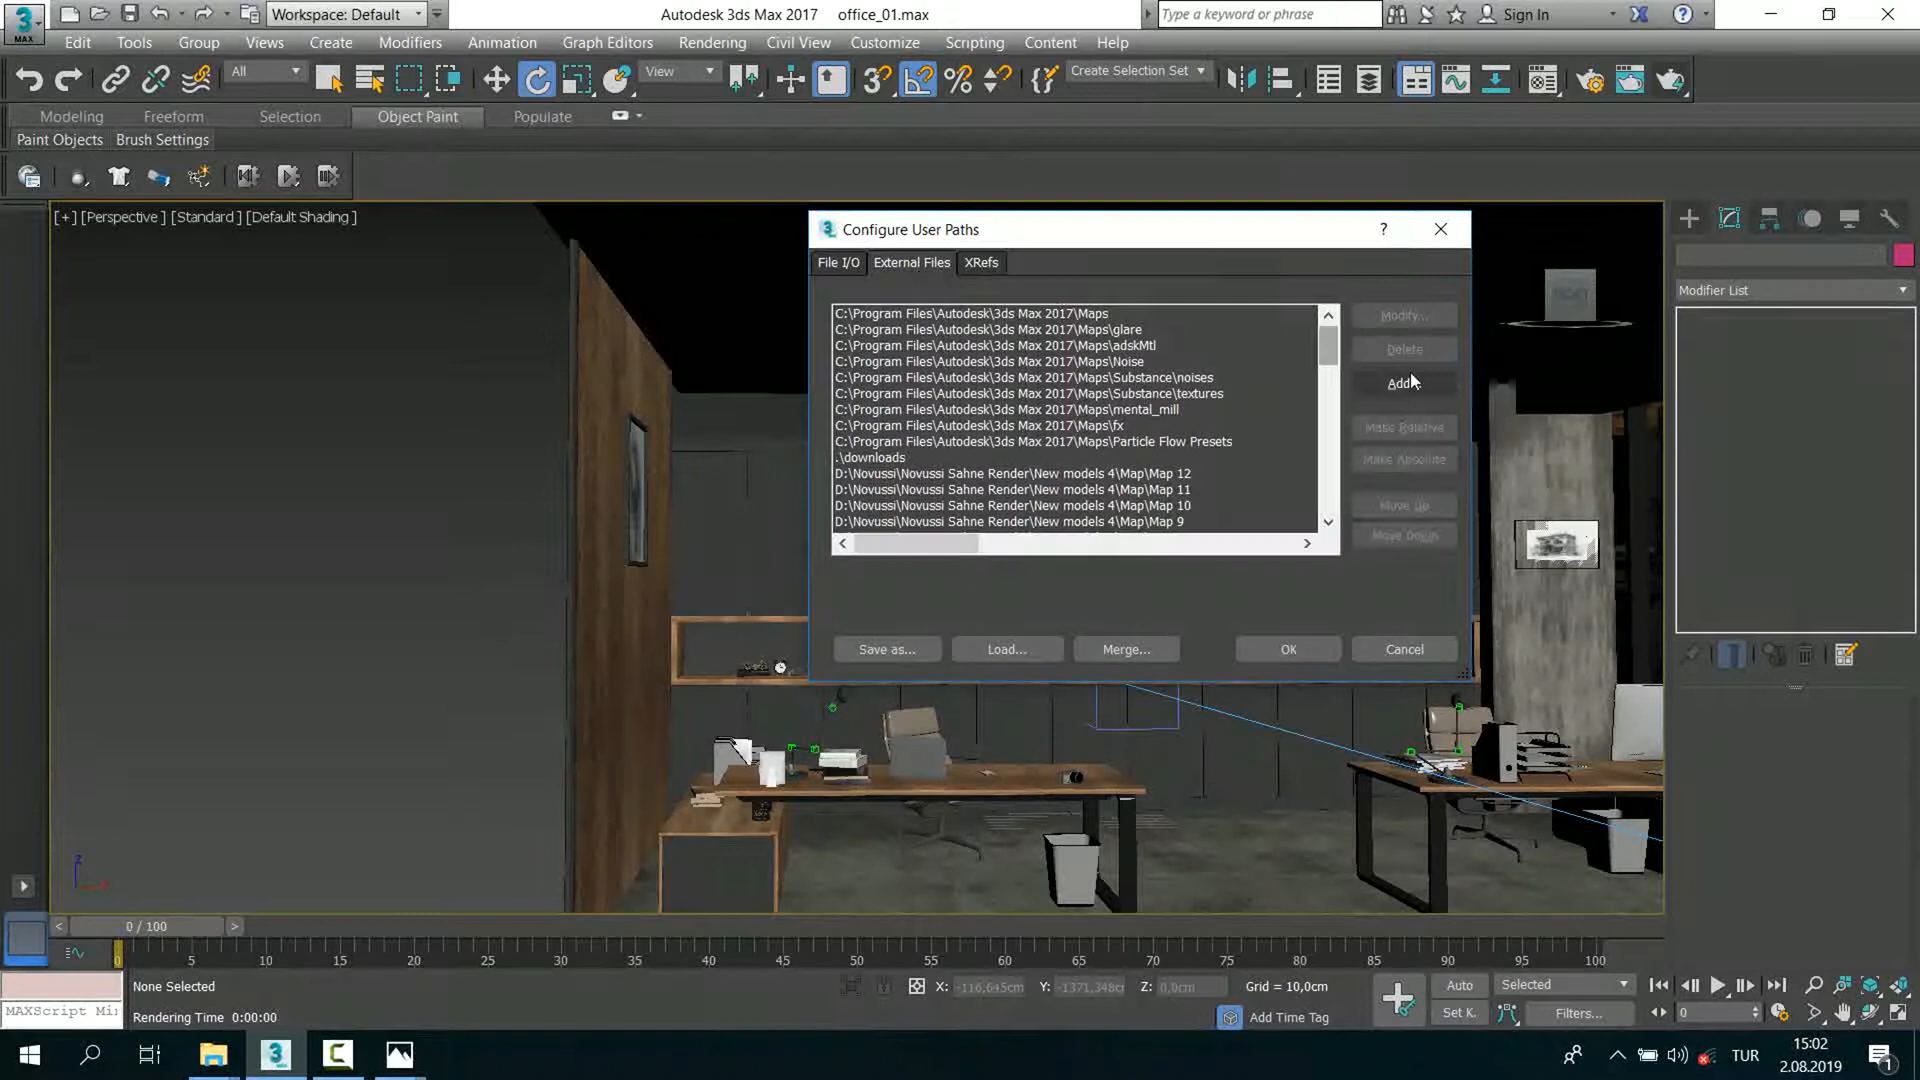 Workspace: Default
Autodesk 3ds Max 2017 office_01.max
Type a keyword or phrase
Sign In
MAX
Edit Tools Group Views Create Modifiers Animation Graph Editors Rendering Civil View Customize Scripting Content Help
All
View
Create Selection Set
Modeling Freeform Selection Object Paint Populate
Paint Objects Brush Settings
[+] [Perspective ] [Standard ] [Default Shading ]
Configure User Paths
File I/O External Files XRefs
C:\Program Files\Autodesk\3ds Max 2017\Maps
C:\Program Files\Autodesk\3ds Max 2017\Maps\glare
C:\Program Files\Autodesk\3ds Max 2017\Maps\adskMtl
C:\Program Files\Autodesk\3ds Max 2017\Maps\Noise
C:\Program Files\Autodesk\3ds Max 2017\Maps\Substance\noises
C:\Program Files\Autodesk\3ds Max 2017\Maps\Substance\textures
C:\Program Files\Autodesk\3ds Max 2017\Maps\mental_mill
C:\Program Files\Autodesk\3ds Max 2017\Maps\fx
C:\Program Files\Autodesk\3ds Max 2017\Maps\Particle Flow Presets
.\downloads
D:\Novussi\Novussi Sahne Render\New models 4\Map\Map 12
D:\Novussi\Novussi Sahne Render\New models 4\Map\Map 11
D:\Novussi\Novussi Sahne Render\New models 4\Map\Map 10
D:\Novussi\Novussi Sahne Render\New models 4\Map\Map 9
Modify...
Delete
Add
Make Relative
Make Absolute
Move Up
Move Down
Save as... Load... Merge... OK Cancel
Modifier List
z
0 / 100
0 5 10 15 20 25 30 35 40 45 50 55 60 65 70 75 80 85 90 95 100
None Selected
X: -116,645cm Y: -1371,348c Z: 0,0cm Grid = 10,0cm
Auto Selected
MAXScript Mi
Rendering Time 0:00:00
Add Time Tag
Set K. Filters...
0
TUR
15:02
2.08.2019
1